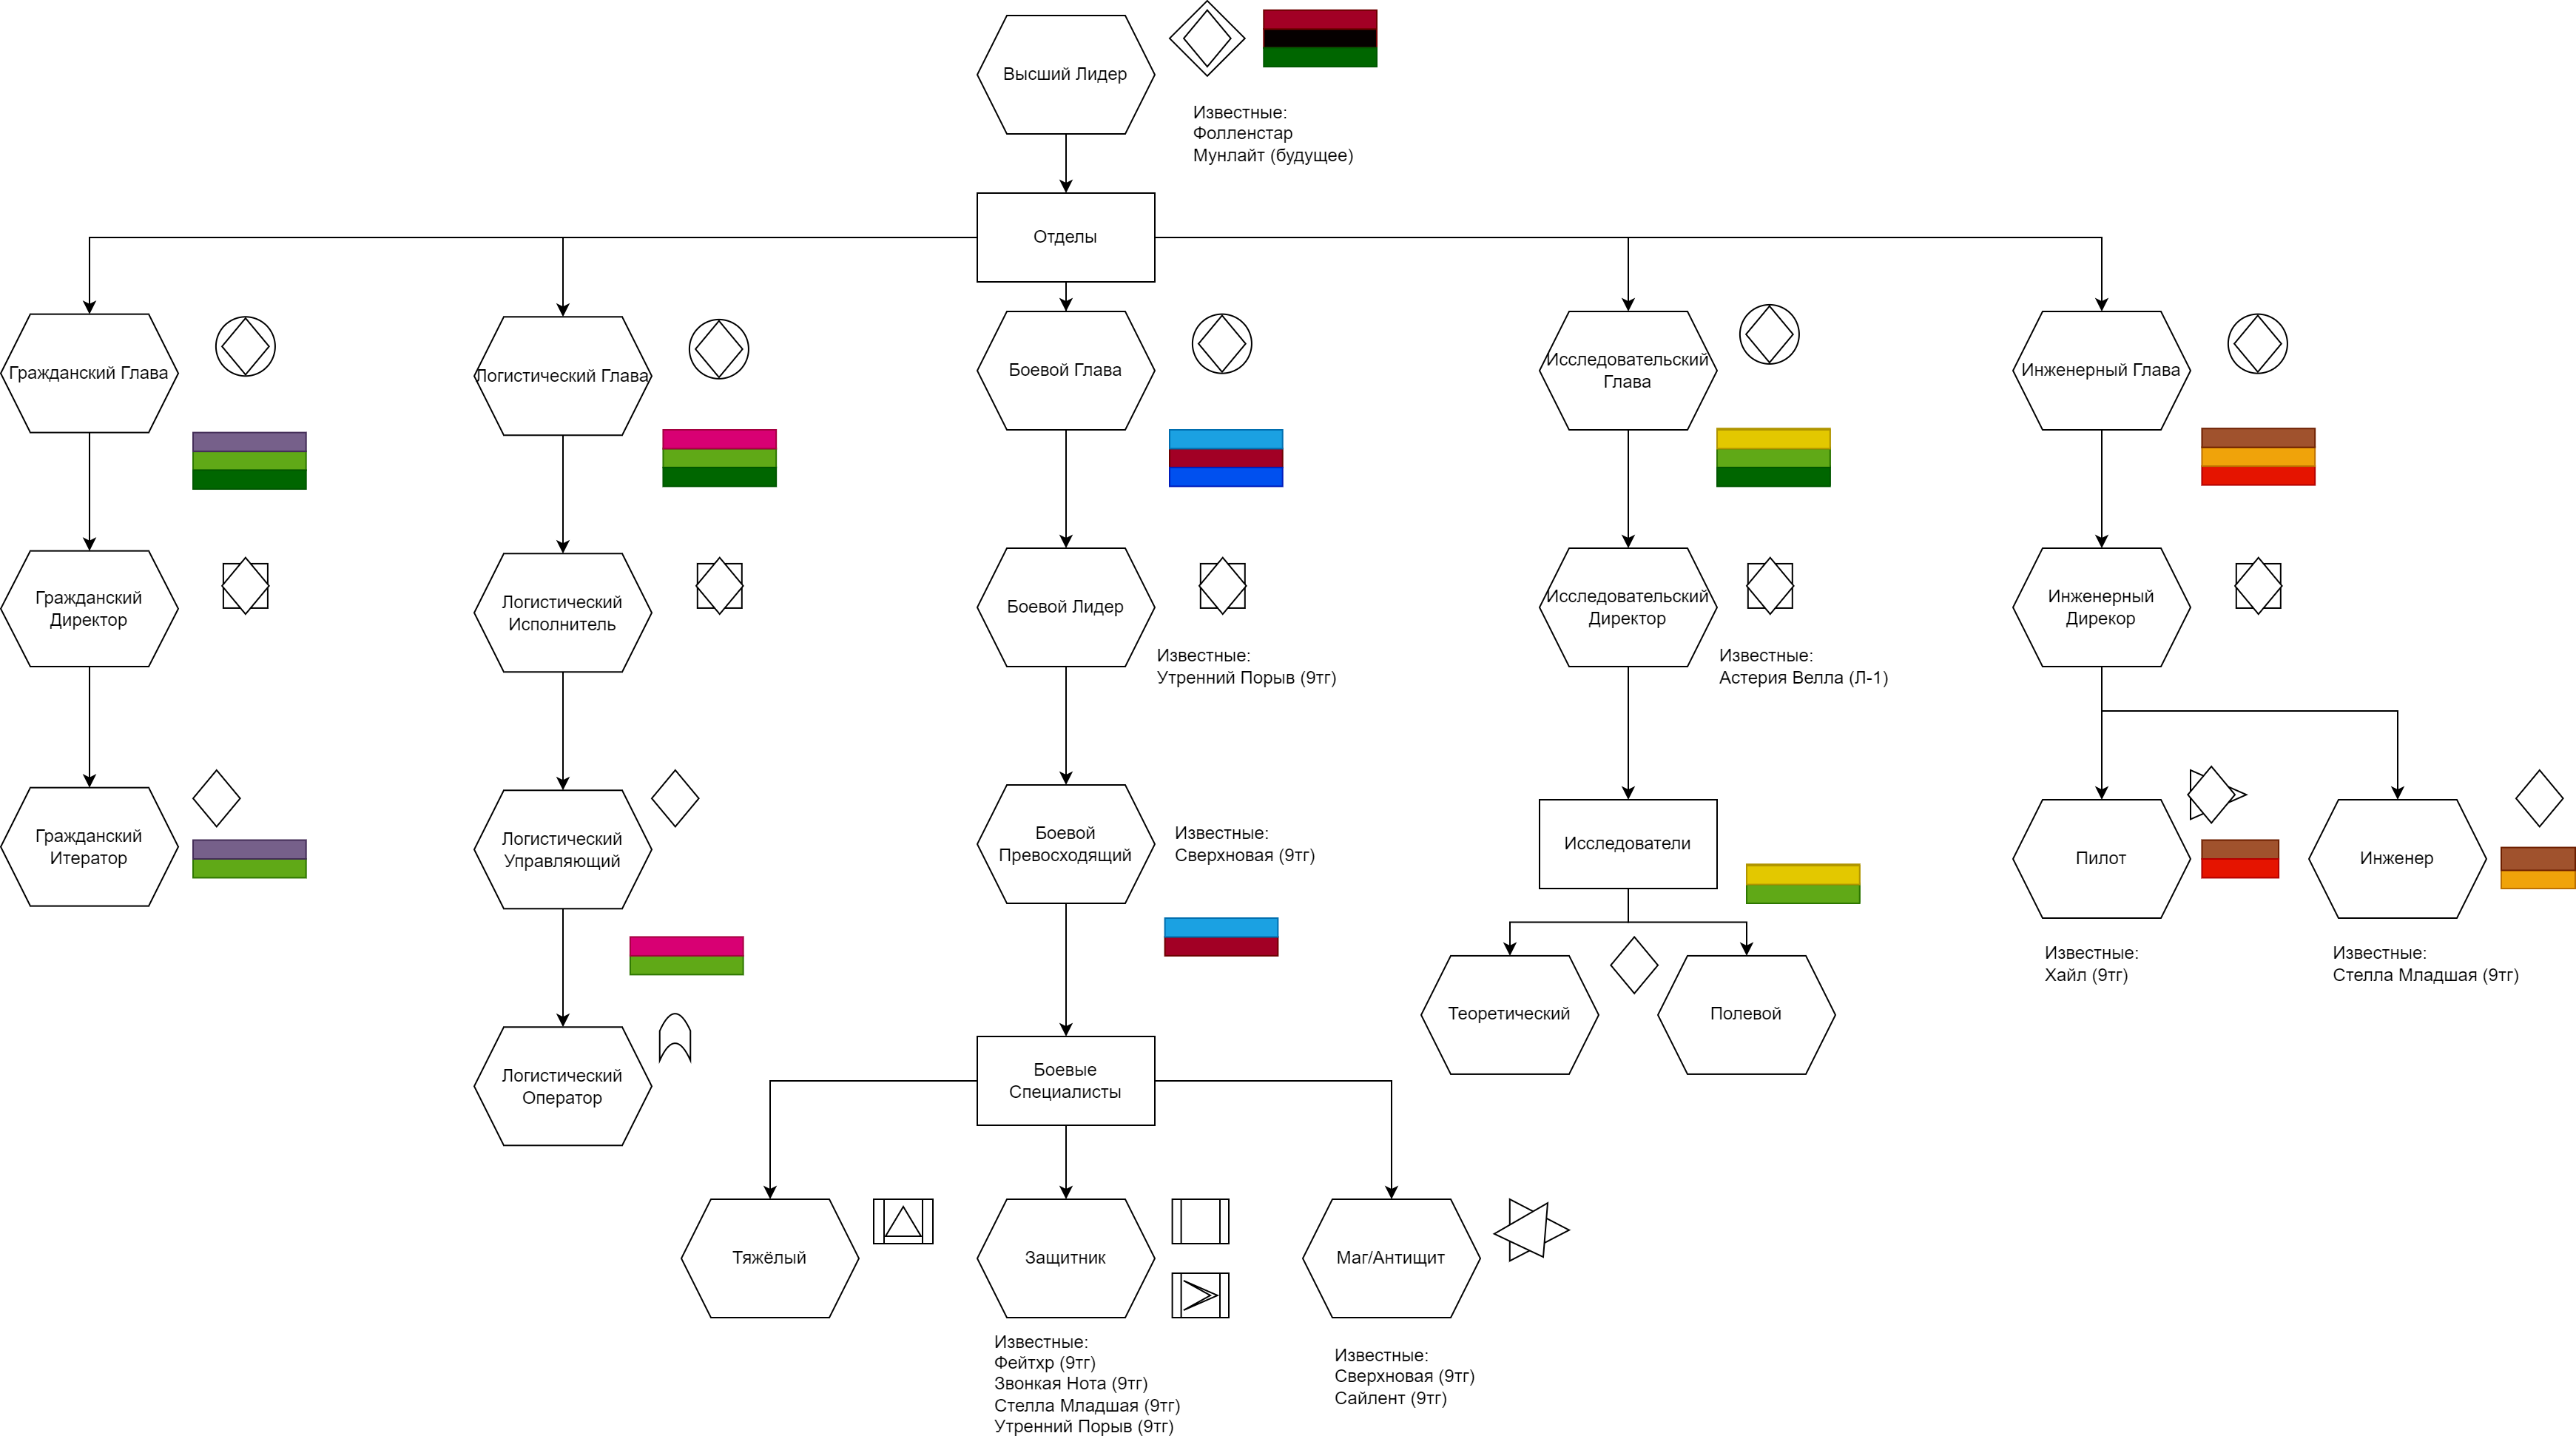 Высший Лидер
Известные:
Фолленстар
Мунлайт (будущее)
Отделы
Гражданский Глава
Логистический Глава
Боевой Глава
Исследовательский
Глава
Инженерный Глава
Гражданский
Директор
Логистический
Исполнитель
Боевой Лидер
Известные:
Утренний Порыв (9тг)
Исследовательский
Директор
Известные:
Астерия Велла (Л-1)
Инженерный
Дирекор
Гражданский
Итератор
Логистический
Управляющий
Боевой
Превосходящий
Известные:
Сверхновая (9тг)
Исследователи
Пилот
Инженер
Известные:
Хайл (9тг)
Известные:
Стелла Младшая (9тг)
Теоретический
Полевой
Логистический
Оператор
Боевые
Специалисты
Тяжёлый
Защитник
Маг/Антищит
Известные:
Фейтхр (9тг)
Звонкая Нота (9тг)
Стелла Младшая (9тг)
Утренний Порыв (9тг)
Известные:
Сверхновая (9тг)
Сайлент (9тг)